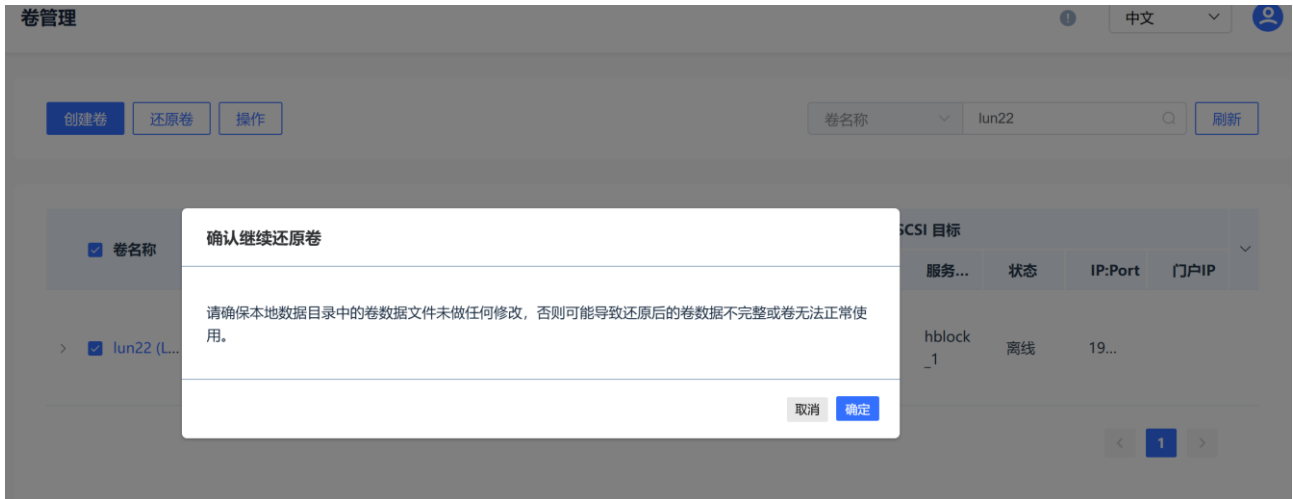 卷管理
中文
创建卷
还原卷
操作
卷名称
lun22
刷新
确认继续还原卷
请确保本地数据目录中的卷数据文件未做任何修改，否则可能导致还原后的卷数据不完整或卷无法正常使
用。
取消
确定
卷名称
SCSI 目标
服务...
状态
IP:Port
门户IP
lun22 (L...
hblock
_1
离线
19...
1